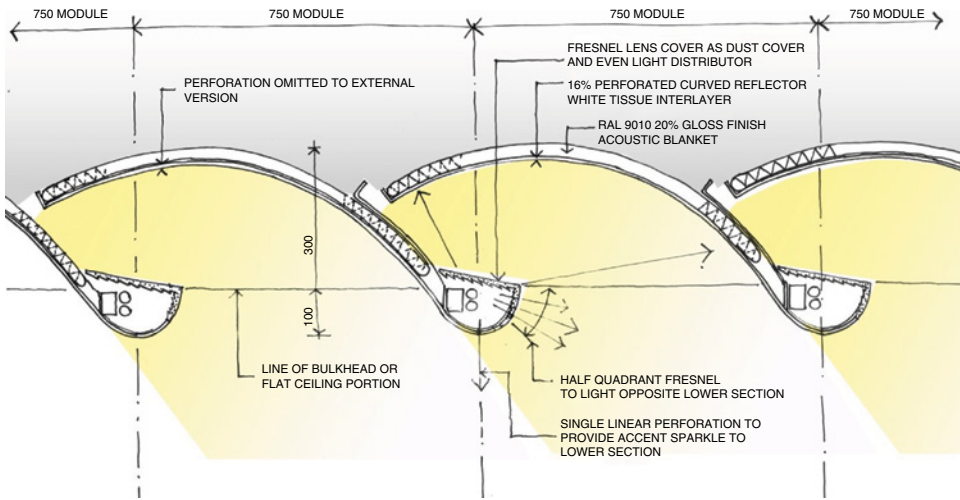 750 MODULE
750 MODULE
750 MODULE
750 MODULE
FRESNEL LENS COVER AS DUST COVER
AND EVEN LIGHT DISTRIBUTOR
PERFORATION OMITTED TO EXTERNAL
VERSION
16% PERFORATED CURVED REFLECTOR
WHITE TISSUE INTERLAYER
RAL 9010 20% GLOSS FINISH
ACOUSTIC BLANKET
300
100
LINE OF BULKHEAD OR
FLAT CEILING PORTION
HALF QUADRANT FRESNEL
TO LIGHT OPPOSITE LOWER SECTION
SINGLE LINEAR PERFORATION TO
PROVIDE ACCENT SPARKLE TO
LOWER SECTION